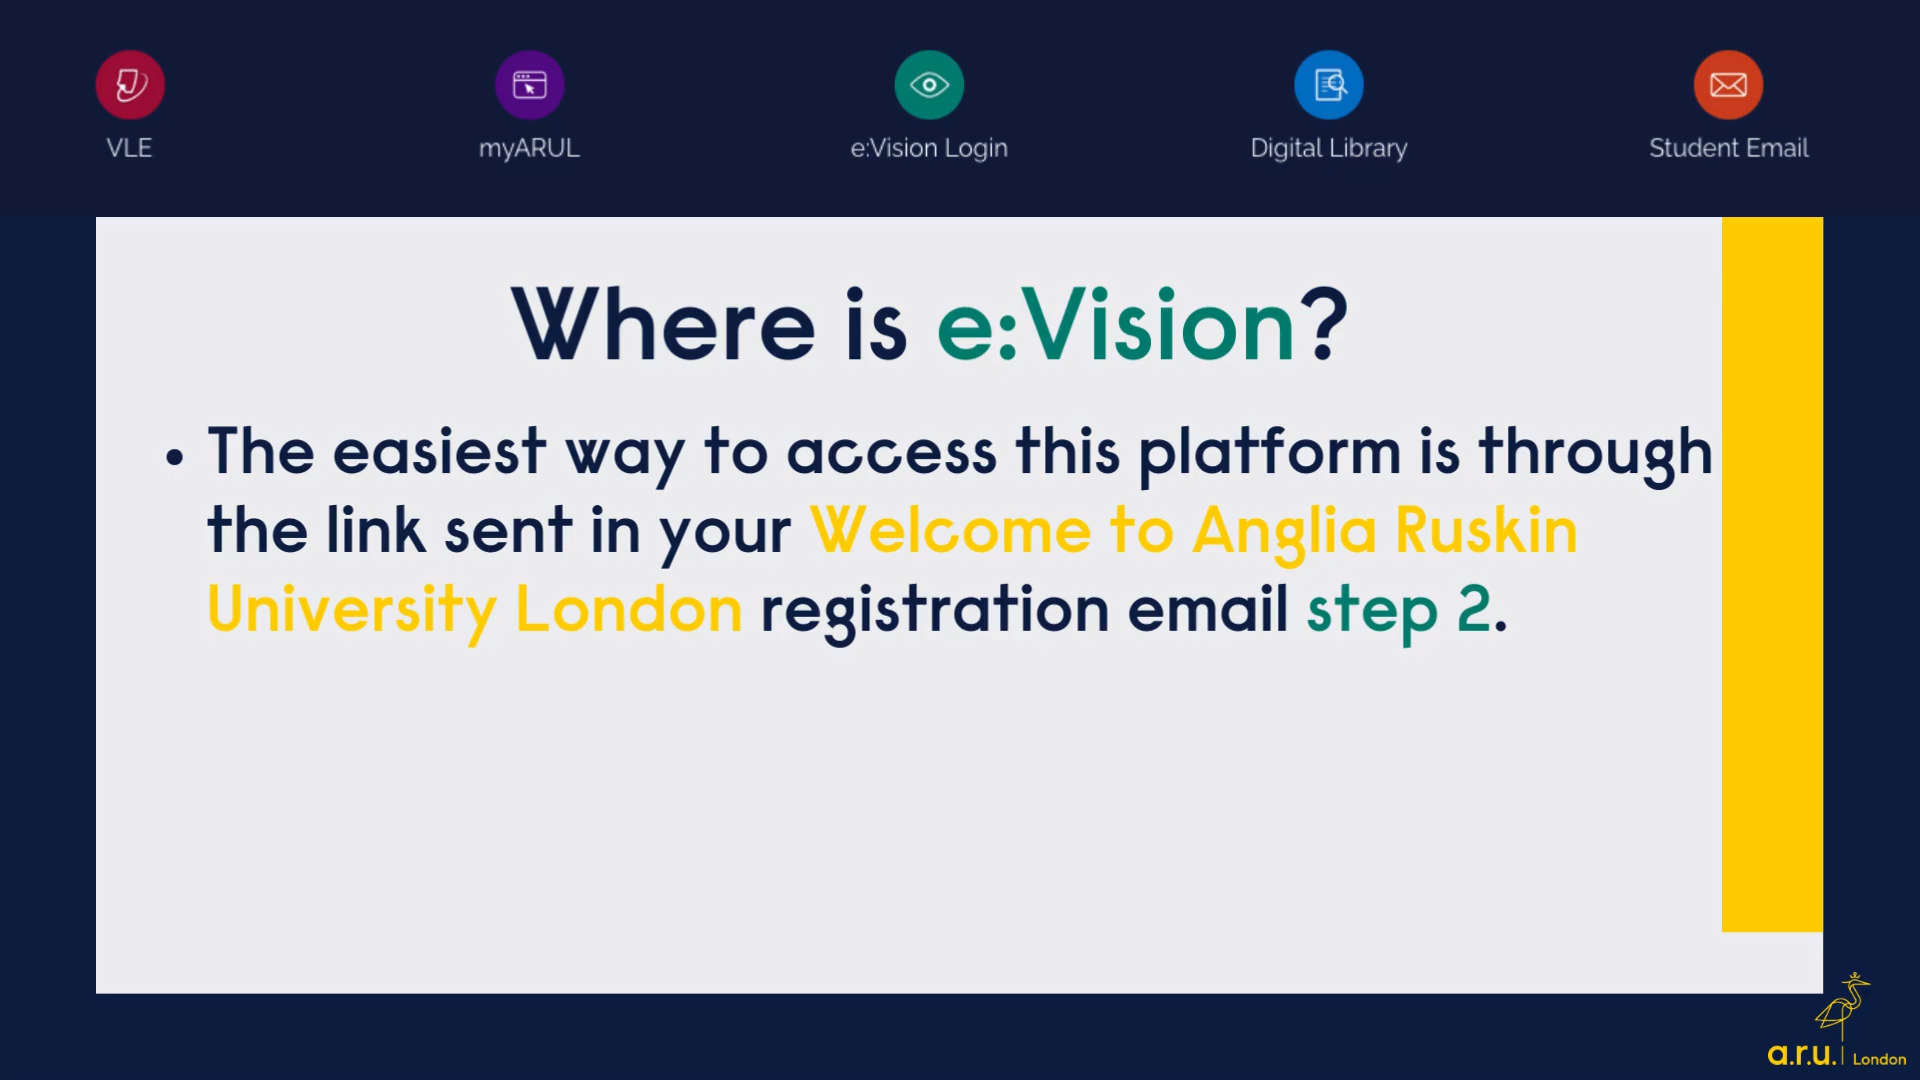 VLE
myARUL
e:Vision Login
Digital Library
Student Email
Where is e:Vision?
• The easiest way to access this platform is through
the link sent in your Welcome to Anglia Ruskin
University London registration email step 2.
a.r.u. | London